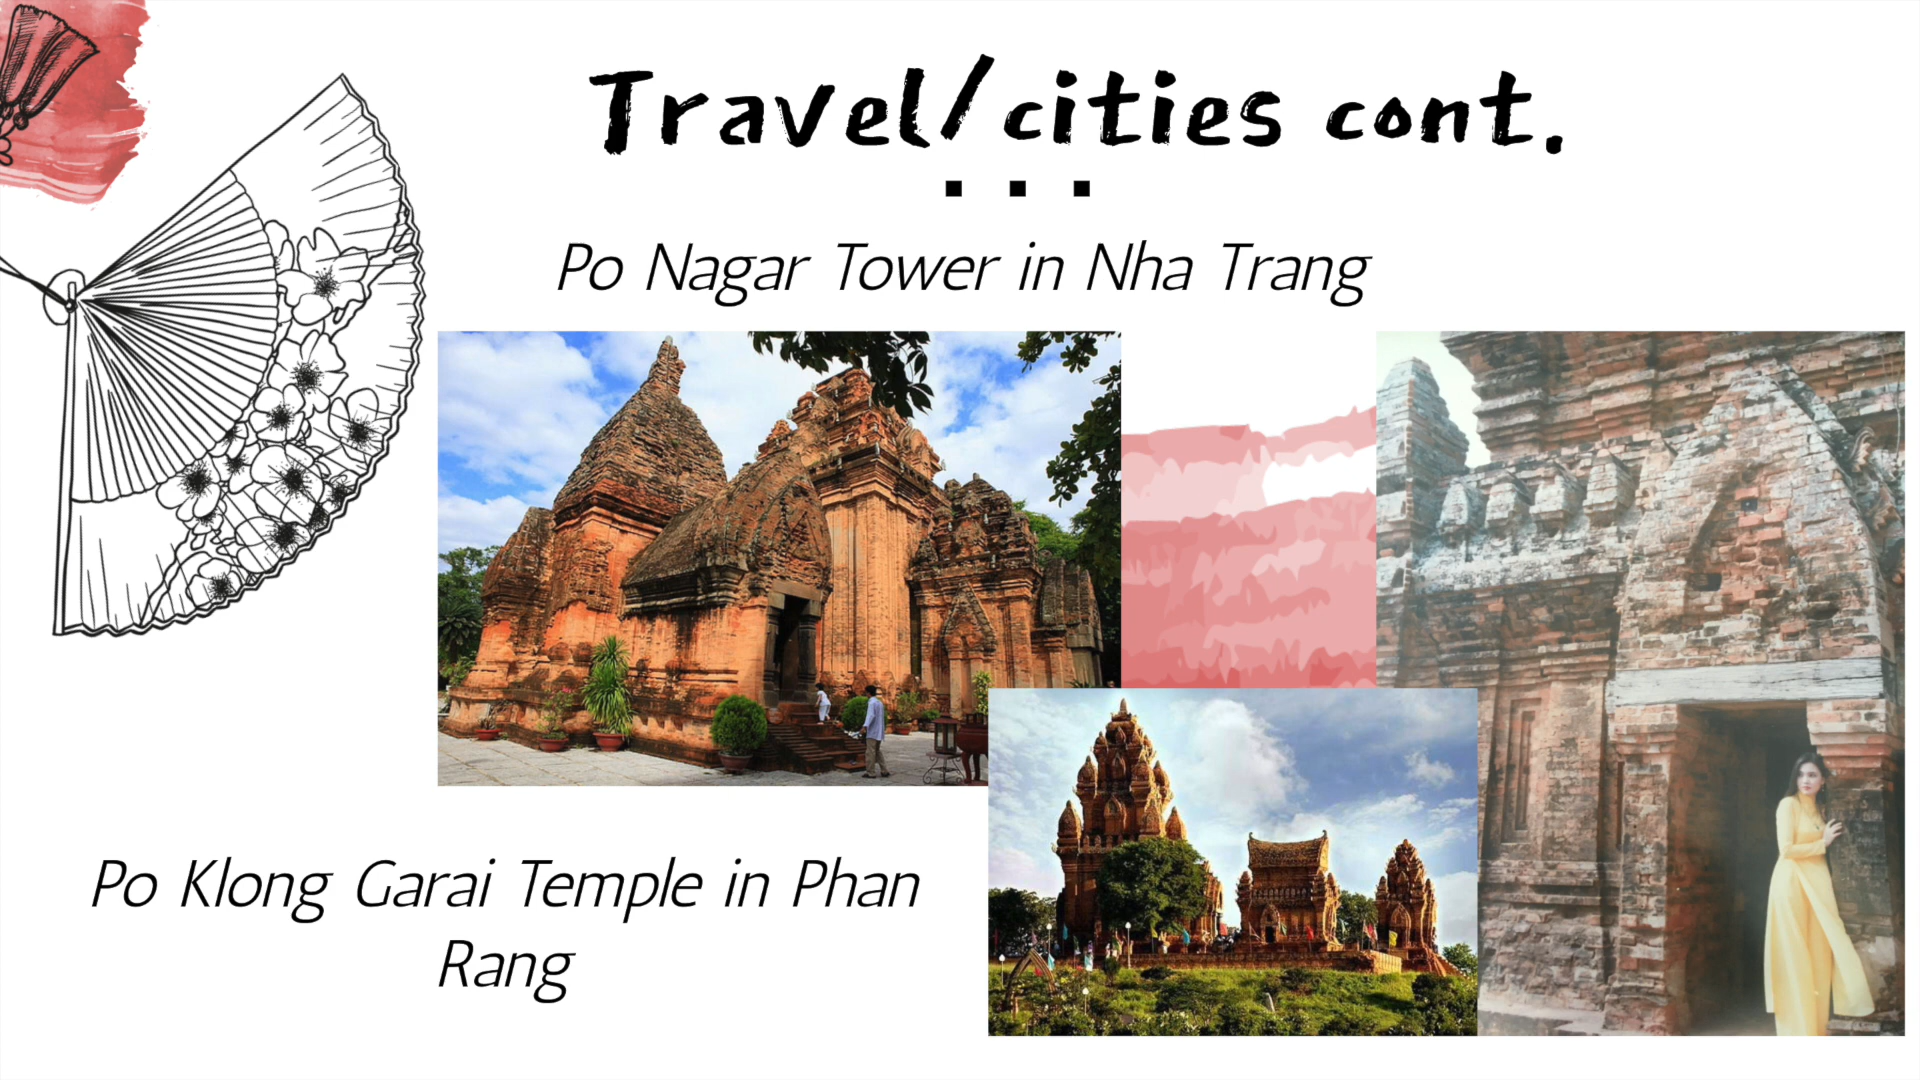 Travel/cities cont.
Po Nagar Tower in Nha Trang
Po Klong Garai Temple in Phan
Rang